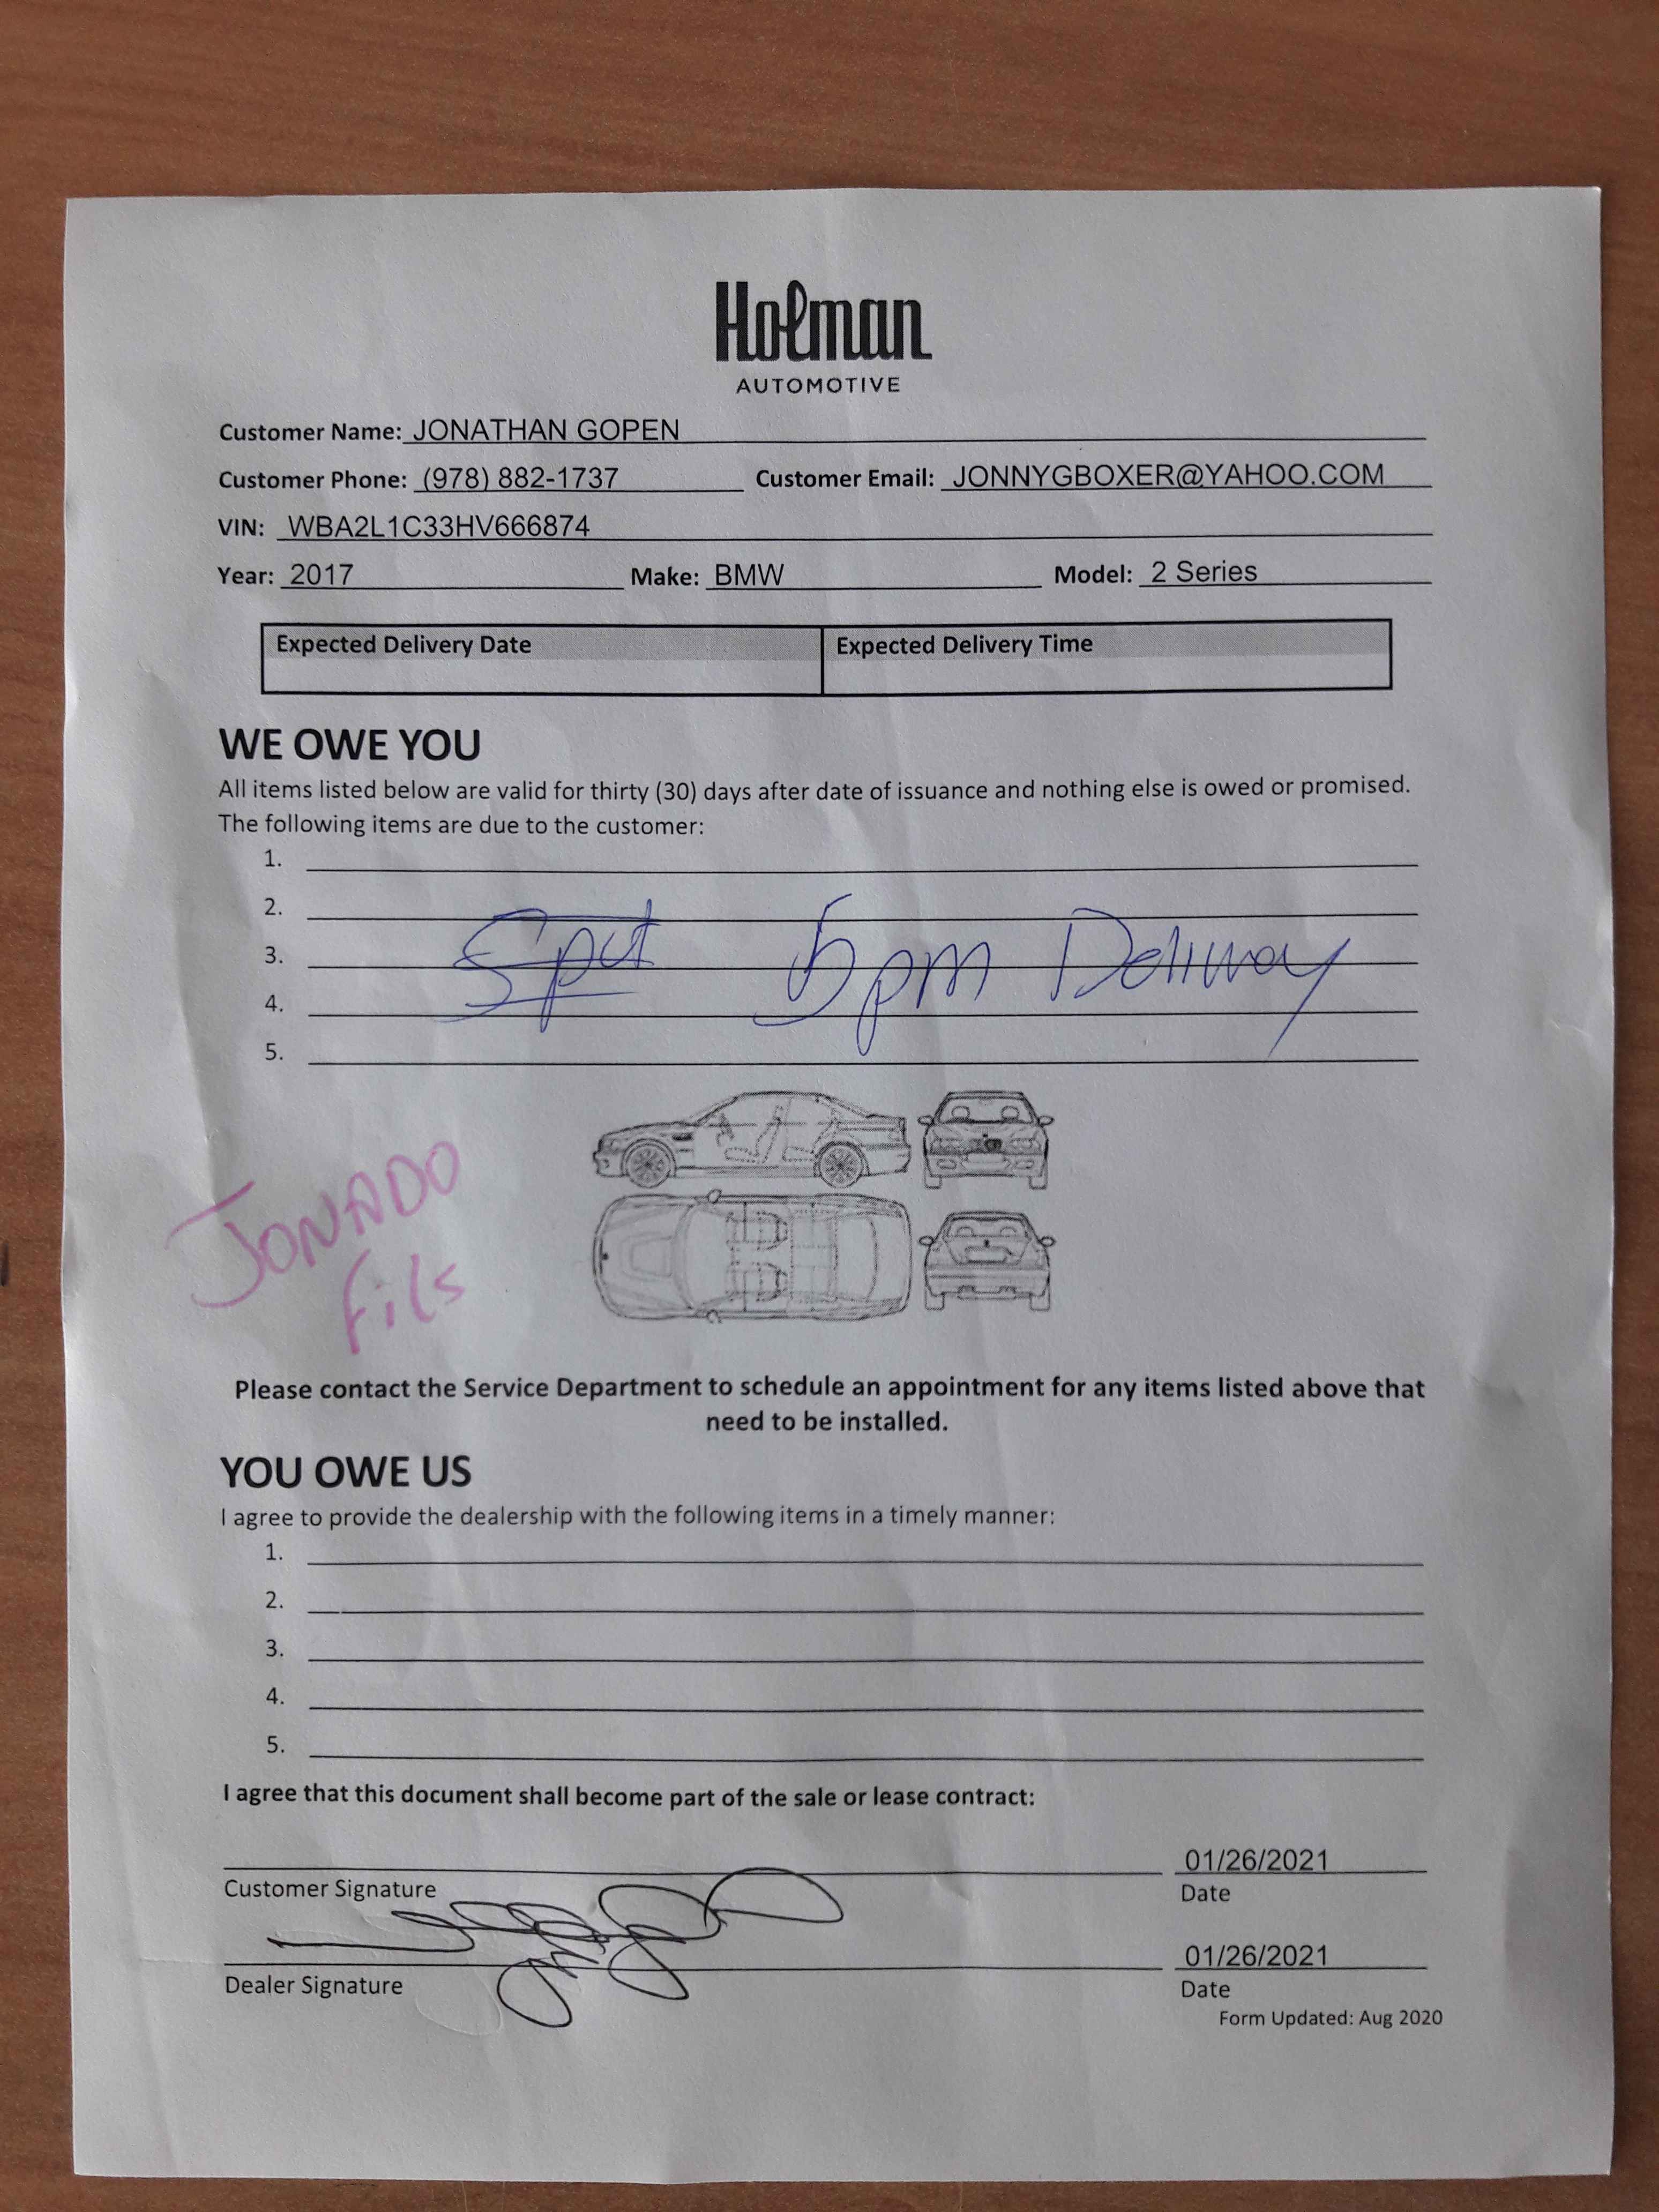 Holman
AUTOMOTIVE
Customer Name: JONATHAN GOPEN
Customer Phone: (978) 882-1737 Customer Email: JONNYGBOXER@YAHOO.COM
VIN: WBA2L1C33HV666874
Year: 2017 Make: BMW Model: 2 Series
Expected Delivery Date Expected Delivery Time
WE OWE YOU
All items listed below are valid for thirty (30) days after date of issuance and nothing else is owed or promised.
The following items are due to the customer:
1.
2.
3. 5pm
4.
5.
JONADO
Fils
Please contact the Service Department to schedule an appointment for any items listed above that
need to be installed.
YOU OWE US
I agree to provide the dealership with the following items in a timely manner:
1.
2.
3.
4.
5.
I agree that this document shall become part of the sale or lease contract:
01/26/2021
Customer Signature Date
01/26/2021
Dealer Signature Date
Form Updated: Aug 2020